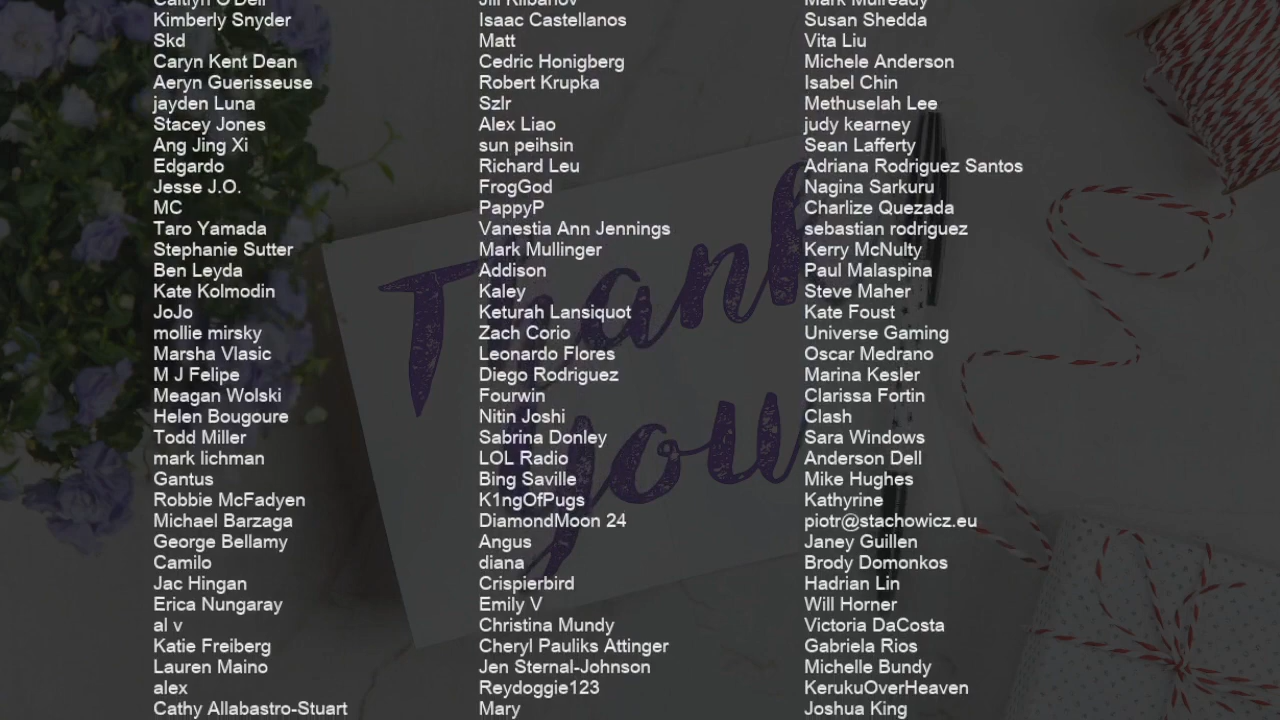 Caitlyn O'Dell
Kimberly Snyder
Skd
Caryn Kent Dean
Aeryn Guerisseuse
jayden Luna
Stacey Jones
Ang Jing Xi
Edgardo
Jesse J.O.
MC
Taro Yamada
Stephanie Sutter
Ben Leyda
Kate Kolmodin
JoJo
mollie mirsky
Marsha Vlasic
M J Felipe
Meagan Wolski
Helen Bougoure
Todd Miller
mark lichman
Gantus
Robbie McFadyen
Michael Barzaga
George Bellamy
Camilo
Jac Hingan
Erica Nungaray
al v
Katie Freiberg
Lauren Maino
alex
Cathy Allabastro-Stuart
Jill Klibanov
Isaac Castellanos
Matt
Cedric Honigberg
Robert Krupka
Szlr
Alex Liao
sun peihsin
Richard Leu
FrogGod
PappyP
Vanestia Ann Jennings
Mark Mullinger
Addison
Kaley
Keturah Lansiquot
Zach Corio
Leonardo Flores
Diego Rodriguez
Fourwin
Nitin Joshi
Sabrina Donley
LOL Radio
Bing Saville
K1ngOfPugs
DiamondMoon 24
Angus
diana
Crispierbird
Emily V
Christina Mundy
Cheryl Pauliks Attinger
Jen Sternal-Johnson
Reydoggie123
Mary
Mark Mulready
Susan Shedda
Vita Liu
Michele Anderson
Isabel Chin
Methuselah Lee
judy kearney
Sean Lafferty
Adriana Rodriguez Santos
Nagina Sarkuru
Charlize Quezada
sebastian rodriguez
Kerry McNulty
Paul Malaspina
Steve Maher
Kate Foust
Universe Gaming
Oscar Medrano
Marina Kesler
Clarissa Fortin
Clash
Sara Windows
Anderson Dell
Mike Hughes
Kathyrine
piotr@stachowicz.eu
Janey Guillen
Brody Domonkos
Hadrian Lin
Will Horner
Victoria DaCosta
Gabriela Rios
Michelle Bundy
KerukuOverHeaven
Joshua King
Thank
you